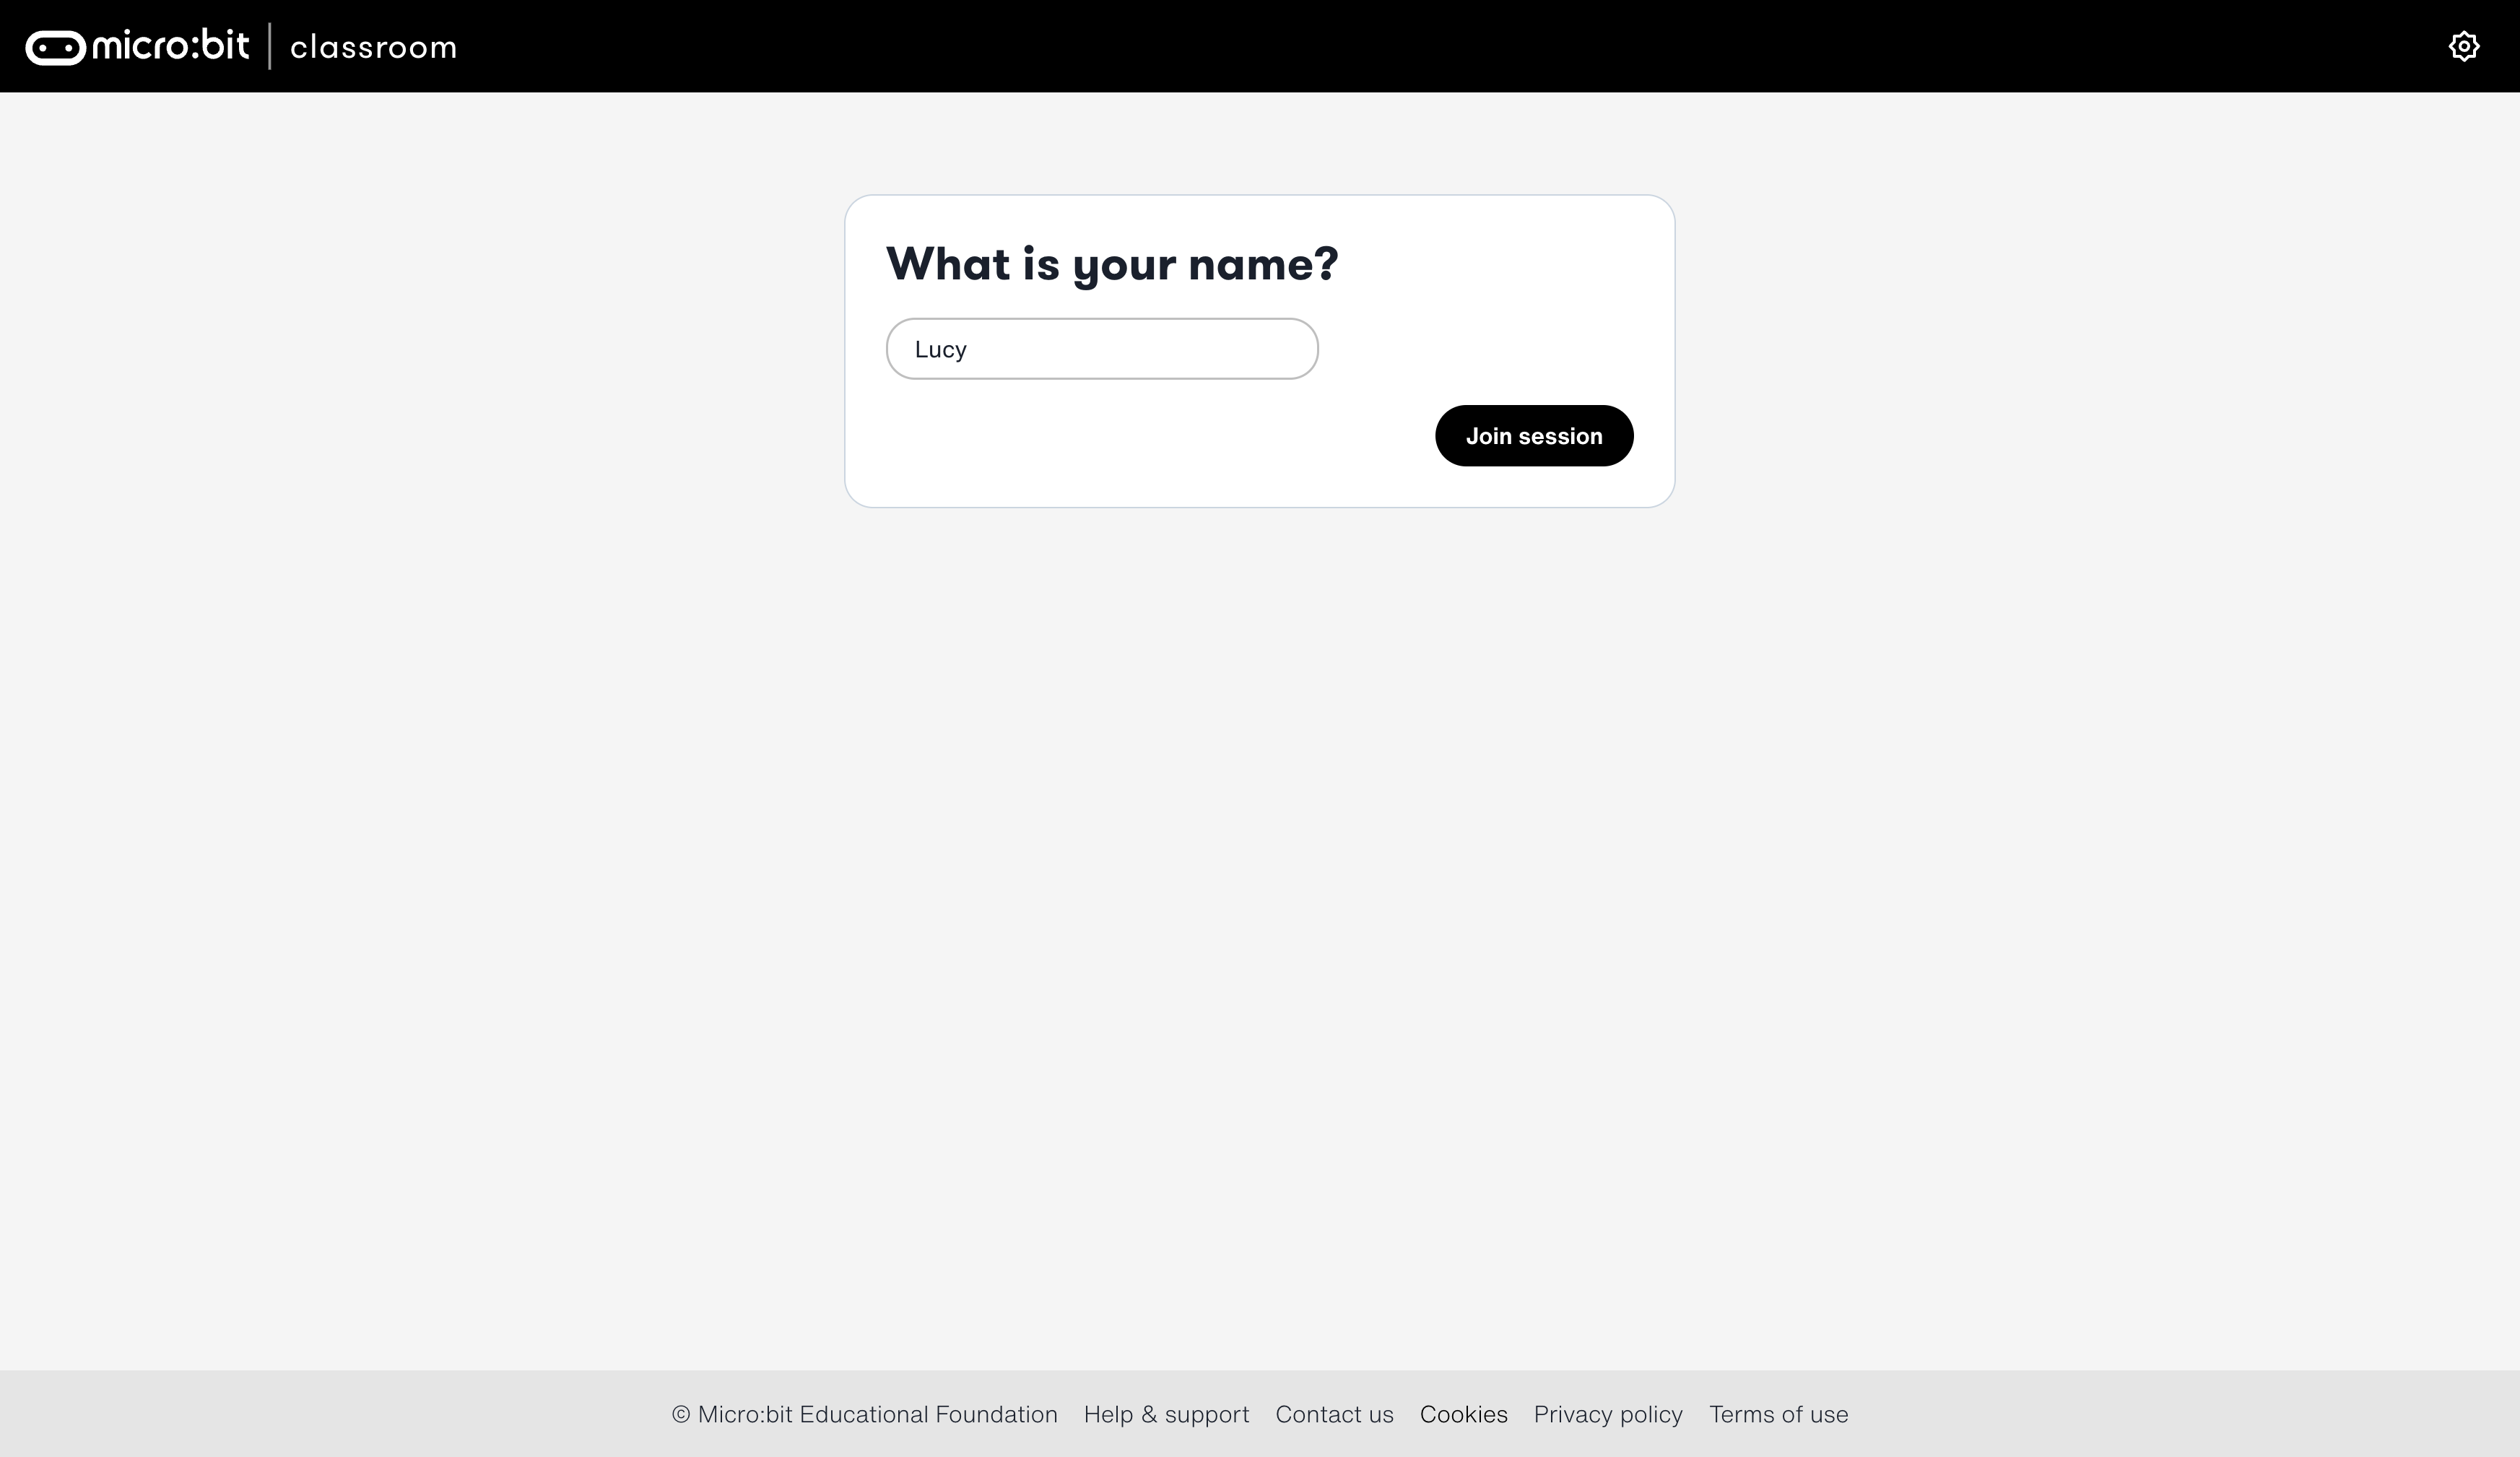 micro:bit | classroom
What is your name?
Lucy
Join session
© Micro:bit Educational Foundation Help & support Contact us Cookies Privacy policy Terms of use